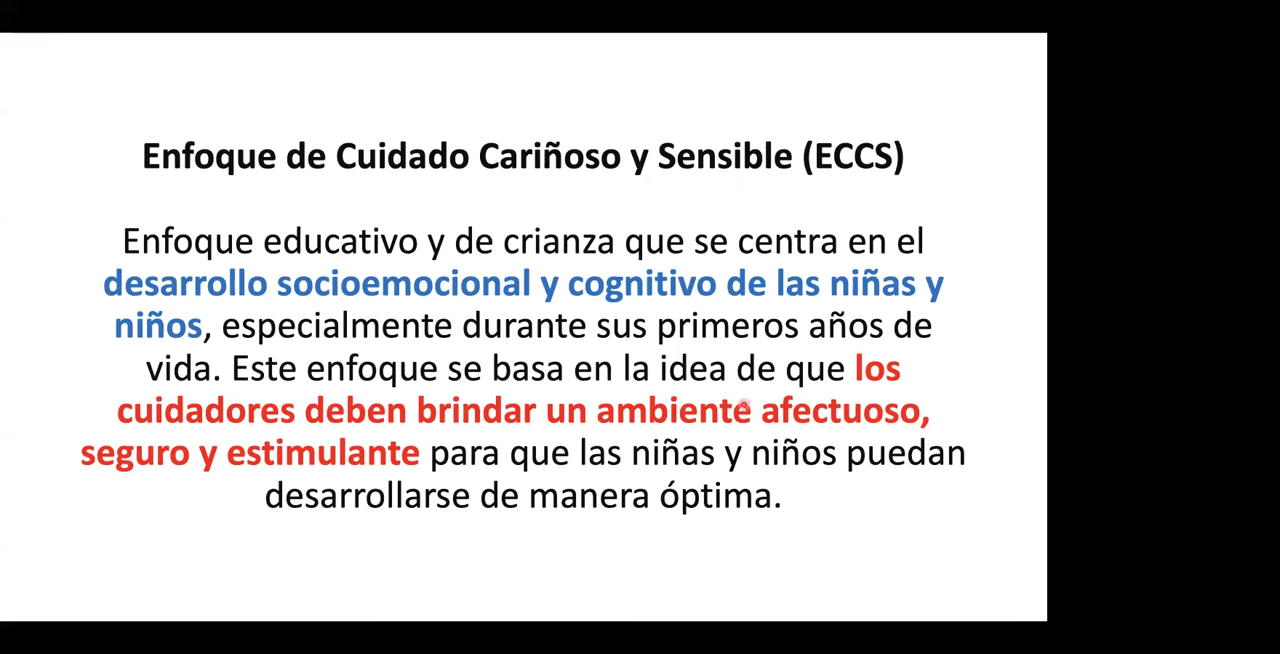 Enfoque de Cuidado Cariñoso y Sensible (ECCS)
Enfoque educativo y de crianza que se centra en el
desarrollo socioemocional y cognitivo de las niñas y
niños, especialmente durante sus primeros años de
vida. Este enfoque se basa en la idea de que los
cuidadores deben brindar un ambiente afectuoso,
seguro y estimulante para que las niñas y niños puedan
desarrollarse de manera óptima.